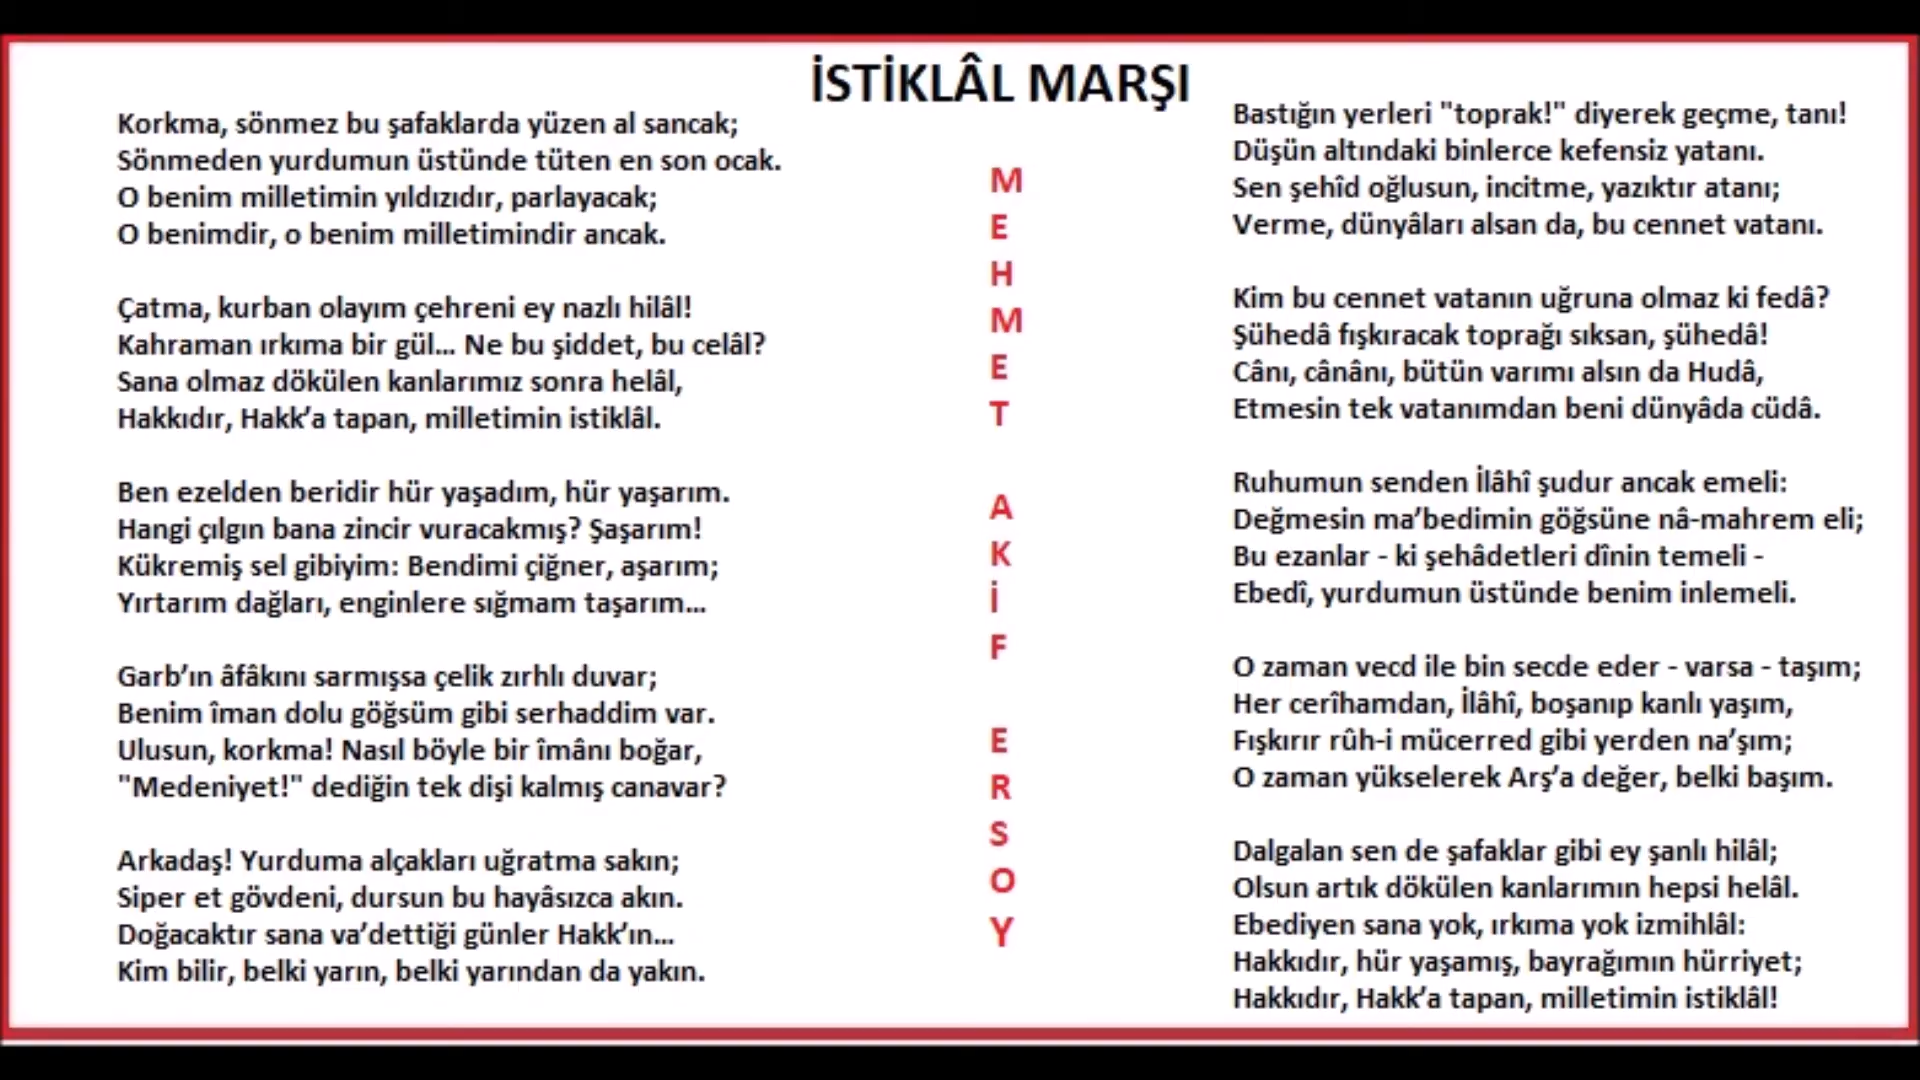 İSTİKLÂL MARŞI
Korkma, sönmez bu şafaklarda yüzen al sancak;
Sönmeden yurdumun üstünde tüten en son ocak.
O benim milletimin yıldızıdır, parlayacak;
O benimdir, o benim milletimindir ancak.
Çatma, kurban olayım çehreni ey nazlı hilâl!
Kahraman ırkıma bir gül... Ne bu şiddet, bu celâl?
Sana olmaz dökülen kanlarımız sonra helâl,
Hakkıdır, Hakk’a tapan, milletimin istiklâl.
Ben ezelden beridir hür yaşadım, hür yaşarım.
Hangi çılgın bana zincir vuracakmış? Şaşarım!
Kükremiş sel gibiyim: Bendimi çiğner, aşarım;
Yırtarım dağları, enginlere sığmam taşarım...
Garb’ın âfâkını sarmışsa çelik zırhlı duvar;
Benim îman dolu göğsüm gibi serhaddim var.
Ulusun, korkma! Nasıl böyle bir îmânı boğar,
"Medeniyet!" dediğin tek dişi kalmış canavar?
Arkadaş! Yurduma alçakları uğratma sakın;
Siper et gövdeni, dursun bu hayâsızca akın.
Doğacaktır sana va’dettiği günler Hakk’ın...
Kim bilir, belki yarın, belki yarından da yakın.
M
E
H
M
E
T
A
K
İ
F
E
R
S
O
Y
Bastığın yerleri "toprak!" diyerek geçme, tanı!
Düşün altındaki binlerce kefensiz yatanı.
Sen şehîd oğlusun, incitme, yazıktır atanı;
Verme, dünyâları alsan da, bu cennet vatanı.
Kim bu cennet vatanın uğruna olmaz ki fedâ?
Şühedâ fışkıracak toprağı sıksan, şühedâ!
Cânı, cânânı, bütün varımı alsın da Hudâ,
Etmesin tek vatanımdan beni dünyâda cüdâ.
Ruhumun senden İlâhî şudur ancak emeli:
Değmesin ma’bedimin göğsüne nâ-mahrem eli;
Bu ezanlar - ki şehâdetleri dînin temeli -
Ebedî, yurdumun üstünde benim inlemeli.
O zaman vecd ile bin secde eder - varsa - taşım;
Her cerîhamdan, İlâhî, boşanıp kanlı yaşım,
Fışkırır rûh-i mücerred gibi yerden na’şım;
O zaman yükselerek Arş’a değer, belki başım.
Dalgalan sen de şafaklar gibi ey şanlı hilâl;
Olsun artık dökülen kanlarımın hepsi helâl.
Ebediyen sana yok, ırkıma yok izmihlâl:
Hakkıdır, hür yaşamış, bayrağımın hürriyet;
Hakkıdır, Hakk’a tapan, milletimin istiklâl!